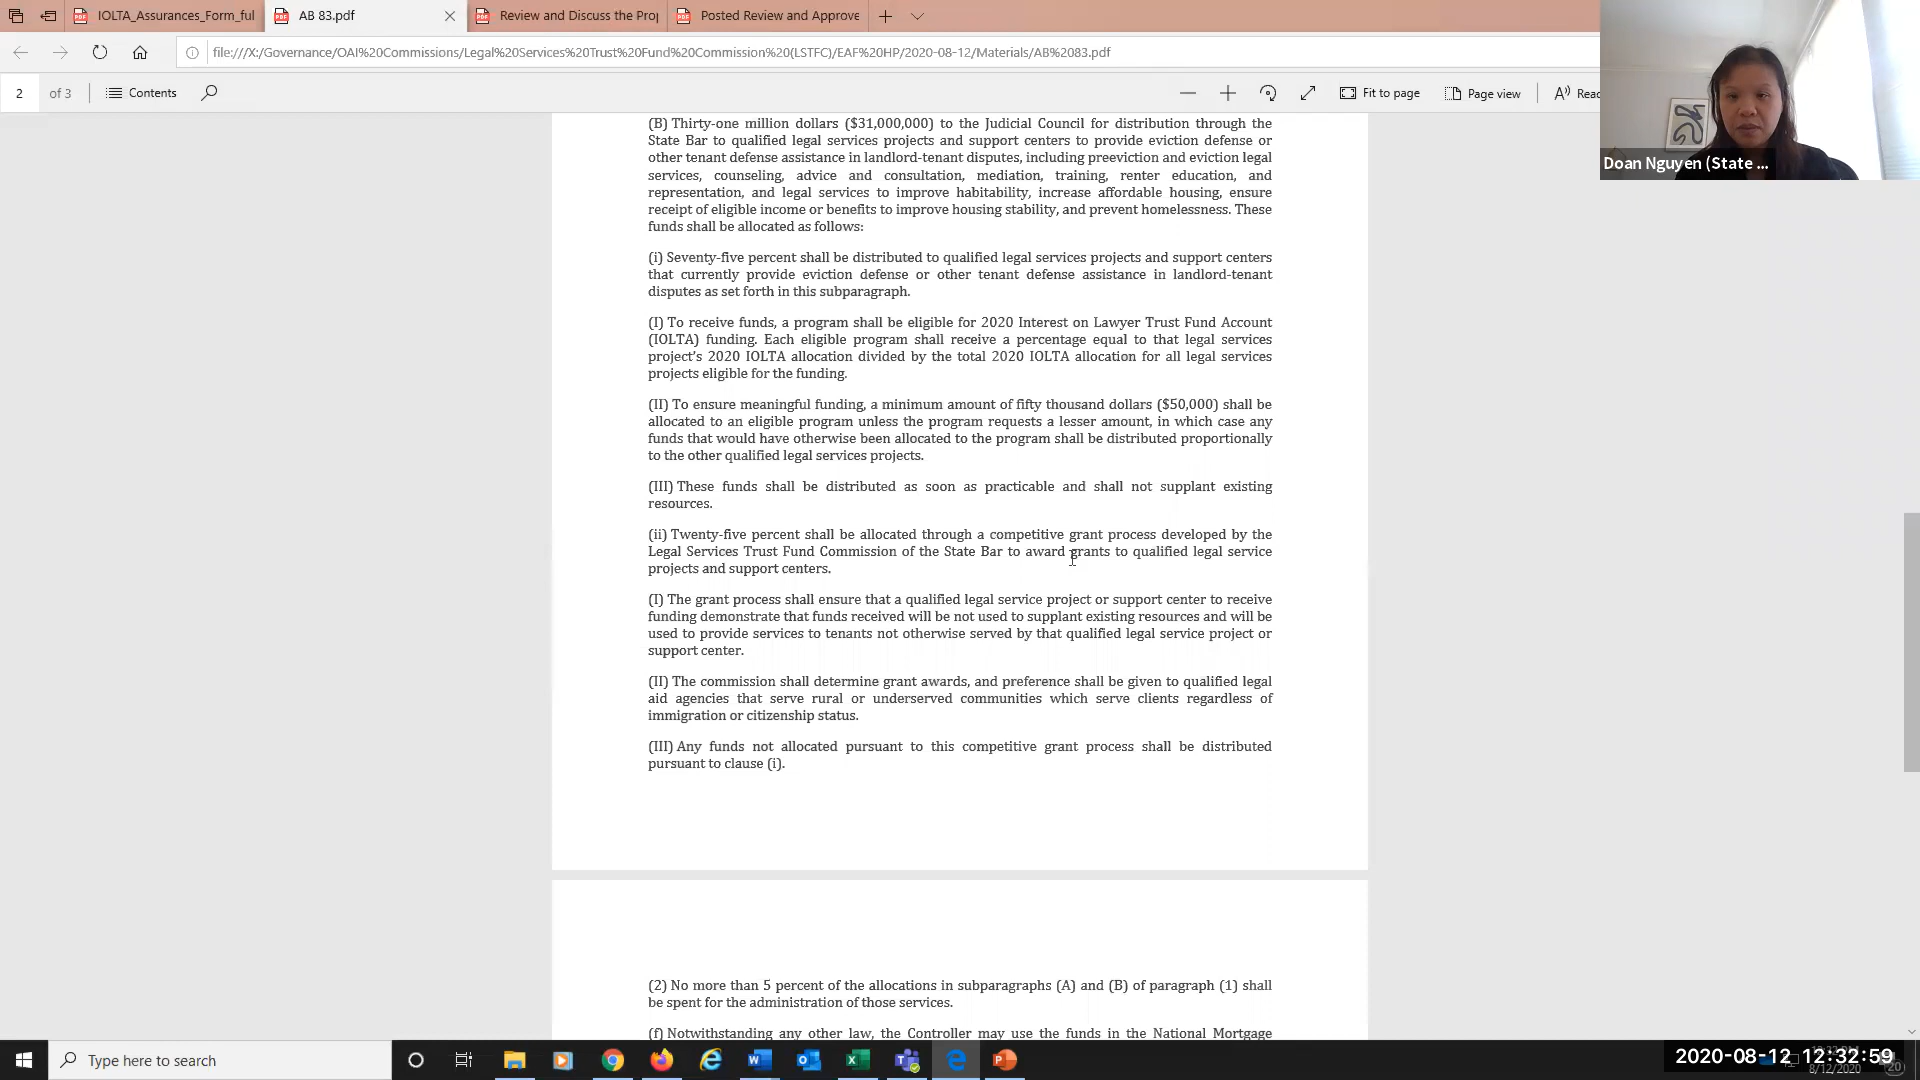 IOLTA_Assurances_Form_ful
AB 83.pdf
Review and Discuss the Pro
Posted Review and Approve
file:///X:/Governance/OAI%20Commissions/Legal%20Services%20Trust%20Fund%20Commission%20(LSTFC)/EAF%20HP/2020-08-12/Materials/AB%2083.pdf
2 of 3 Contents Fit to page Page view Read
Doan Nguyen (State ...
(B) Thirty-one million dollars ($31,000,000) to the Judicial Council for distribution through the
State Bar to qualified legal services projects and support centers to provide eviction defense or
other tenant defense assistance in landlord-tenant disputes, including preeviction and eviction legal
services, counseling, advice and consultation, mediation, training, renter education, and
representation, and legal services to improve habitability, increase affordable housing, ensure
receipt of eligible income or benefits to improve housing stability, and prevent homelessness. These
funds shall be allocated as follows:
(i) Seventy-five percent shall be distributed to qualified legal services projects and support centers
that currently provide eviction defense or other tenant defense assistance in landlord-tenant
disputes as set forth in this subparagraph.
(I) To receive funds, a program shall be eligible for 2020 Interest on Lawyer Trust Fund Account
(IOLTA) funding. Each eligible program shall receive a percentage equal to that legal services
project's 2020 IOLTA allocation divided by the total 2020 IOLTA allocation for all legal services
projects eligible for the funding.
(II) To ensure meaningful funding, a minimum amount of fifty thousand dollars ($50,000) shall be
allocated to an eligible program unless the program requests a lesser amount, in which case any
funds that would have otherwise been allocated to the program shall be distributed proportionally
to the other qualified legal services projects.
(III) These funds shall be distributed as soon as practicable and shall not supplant existing
resources.
(ii) Twenty-five percent shall be allocated through a competitive grant process developed by the
Legal Services Trust Fund Commission of the State Bar to award grants to qualified legal service
projects and support centers.
(I) The grant process shall ensure that a qualified legal service project or support center to receive
funding demonstrate that funds received will be not used to supplant existing resources and will be
used to provide services to tenants not otherwise served by that qualified legal service project or
support center.
(II) The commission shall determine grant awards, and preference shall be given to qualified legal
aid agencies that serve rural or underserved communities which serve clients regardless of
immigration or citizenship status.
(III) Any funds not allocated pursuant to this competitive grant process shall be distributed
pursuant to clause (i).
(2) No more than 5 percent of the allocations in subparagraphs (A) and (B) of paragraph (1) shall
be spent for the administration of those services.
(f) Notwithstanding any other law, the Controller may use the funds in the National Mortgage
Type here to search
2020-08-12 12:32:59
8/12/2020
20